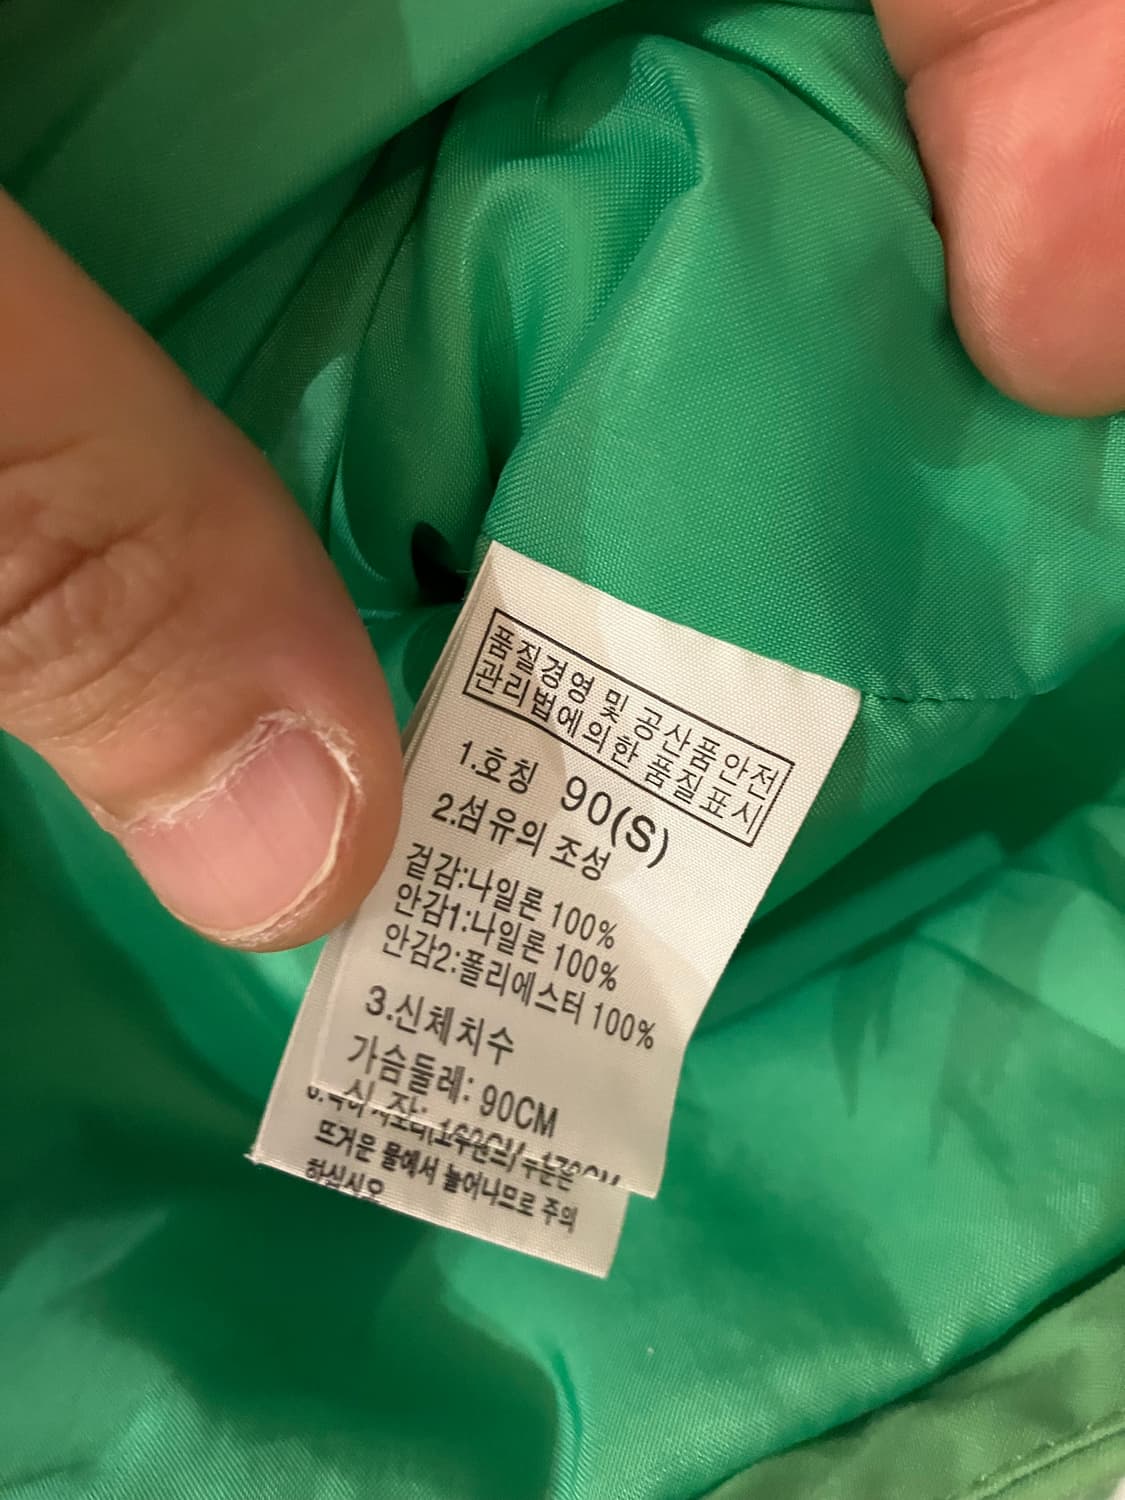 품질경영 및 공산품안전
관리법에의한 품질표시
1.호칭 90(S)
2.섬유의 조성
겉감:나일론 100%
안감1:나일론 100%
안감2:폴리에스터 100%
3.신체치수
가슴둘레: 90CM
신 장:
뜨거운 물에서 늘어나므로 주의
하십시오